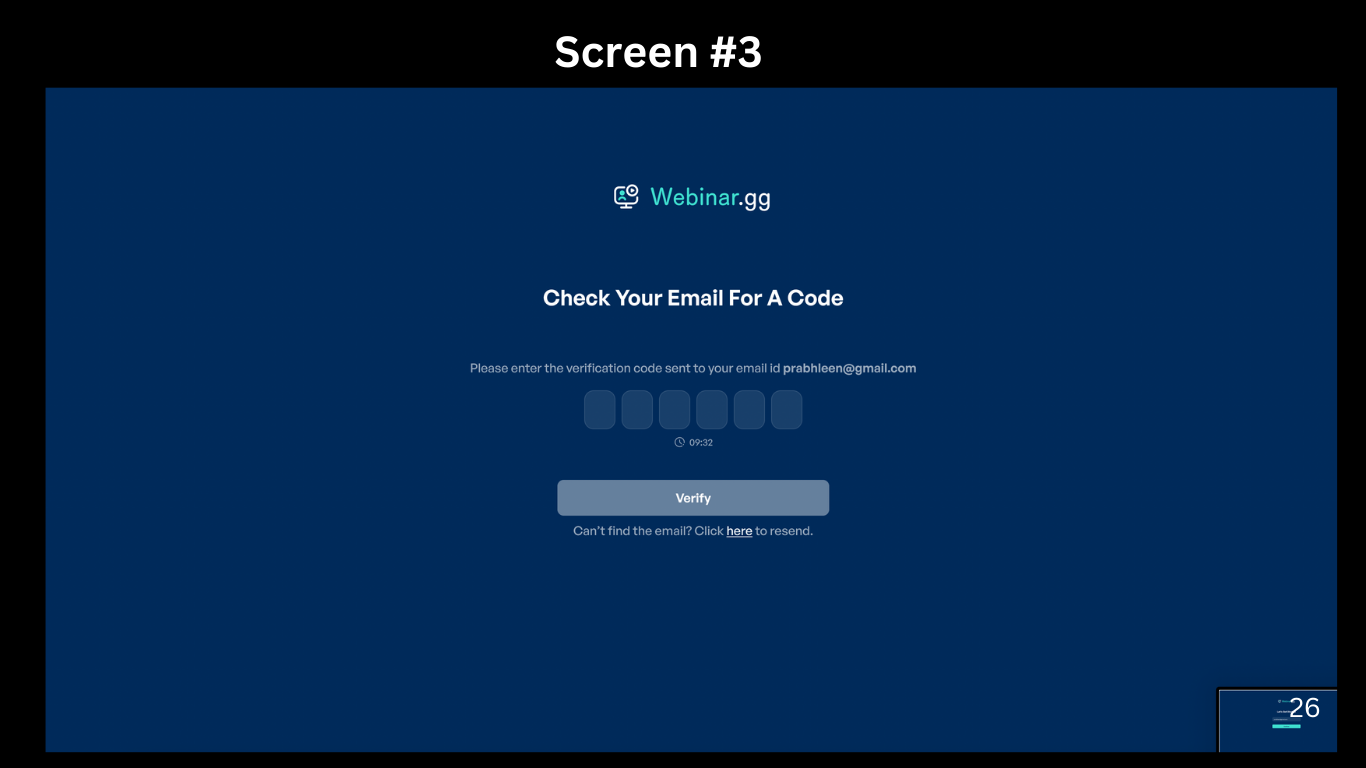 Screen #3
Webinar.gg
Check Your Email For A Code
Please enter the verification code sent to your email id prabhleen@gmail.com
09:32
Verify
Can't find the email? Click here to resend.
26